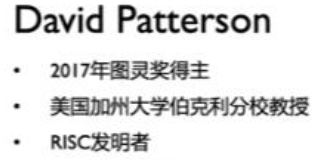 David Patterson
• 2017年图灵奖得主
• 美国加州大学伯克利分校教授
• RISC发明者